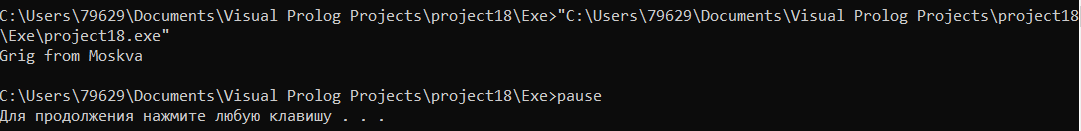 C:\Users\79629\Documents\Visual Prolog Projects\project18\Exe>"C:\Users\79629\Documents\Visual Prolog Projects\project18
\Exe\project18.exe"
Grig from Moskva
C:\Users\79629\Documents\Visual Prolog Projects\project18\Exe>pause
Для продолжения нажмите любую клавишу . . .